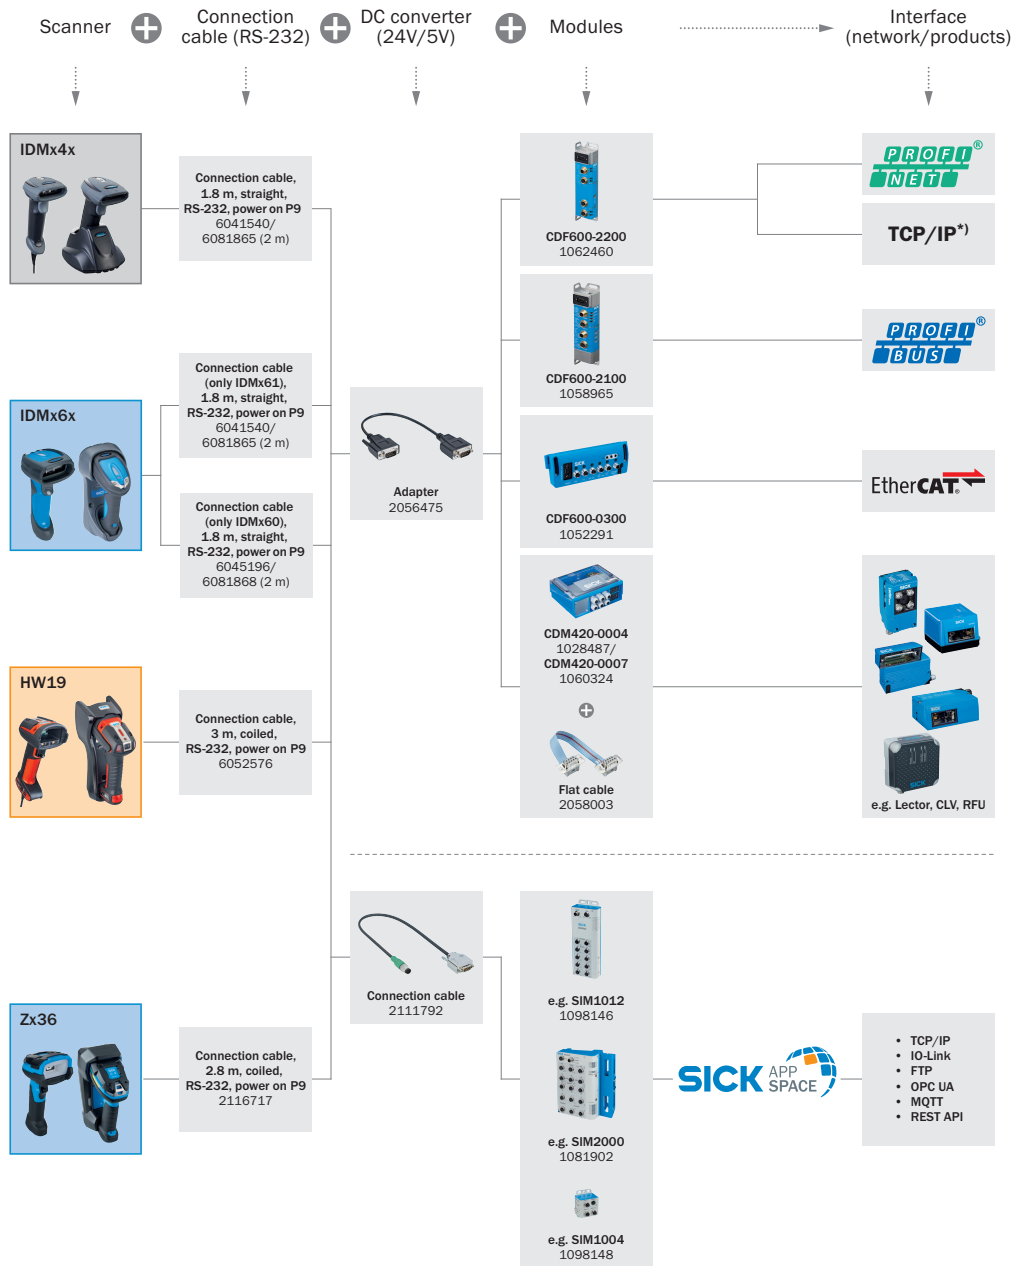 Scanner
Connection
cable (RS-232)
DC converter
(24V/5V)
Modules
Interface
(network/products)
IDMx4x
Connection cable,
1.8 m, straight,
RS-232, power on P9
6041540/
6081865 (2 m)
CDF600-2200
1062460
PROFI®
NET
TCP/IP*)
CDF600-2100
1058965
PROFI®
BUS
IDMx6x
Connection cable
(only IDMx61),
1.8 m, straight,
RS-232, power on P9
6041540/
6081865 (2 m)
Connection cable
(only IDMx60),
1.8 m, straight,
RS-232, power on P9
6045196/
6081868 (2 m)
Adapter
2056475
SICK
CDF600-0300
1052291
EtherCAT®
SICK
CDM420-0004
1028487/
CDM420-0007
1060324
Flat cable
2058003
SICK
SICK
SICK
SICK
e.g. Lector, CLV, RFU
HW19
Connection cable,
3 m, coiled,
RS-232, power on P9
6052576
Connection cable
2111792
e.g. SIM1012
1098146
e.g. SIM2000
1081902
e.g. SIM1004
1098148
Zx36
Connection cable,
2.8 m, coiled,
RS-232, power on P9
2116717
SICK APP
SPACE
• TCP/IP
• IO-Link
• FTP
• OPC UA
• MQTT
• REST API